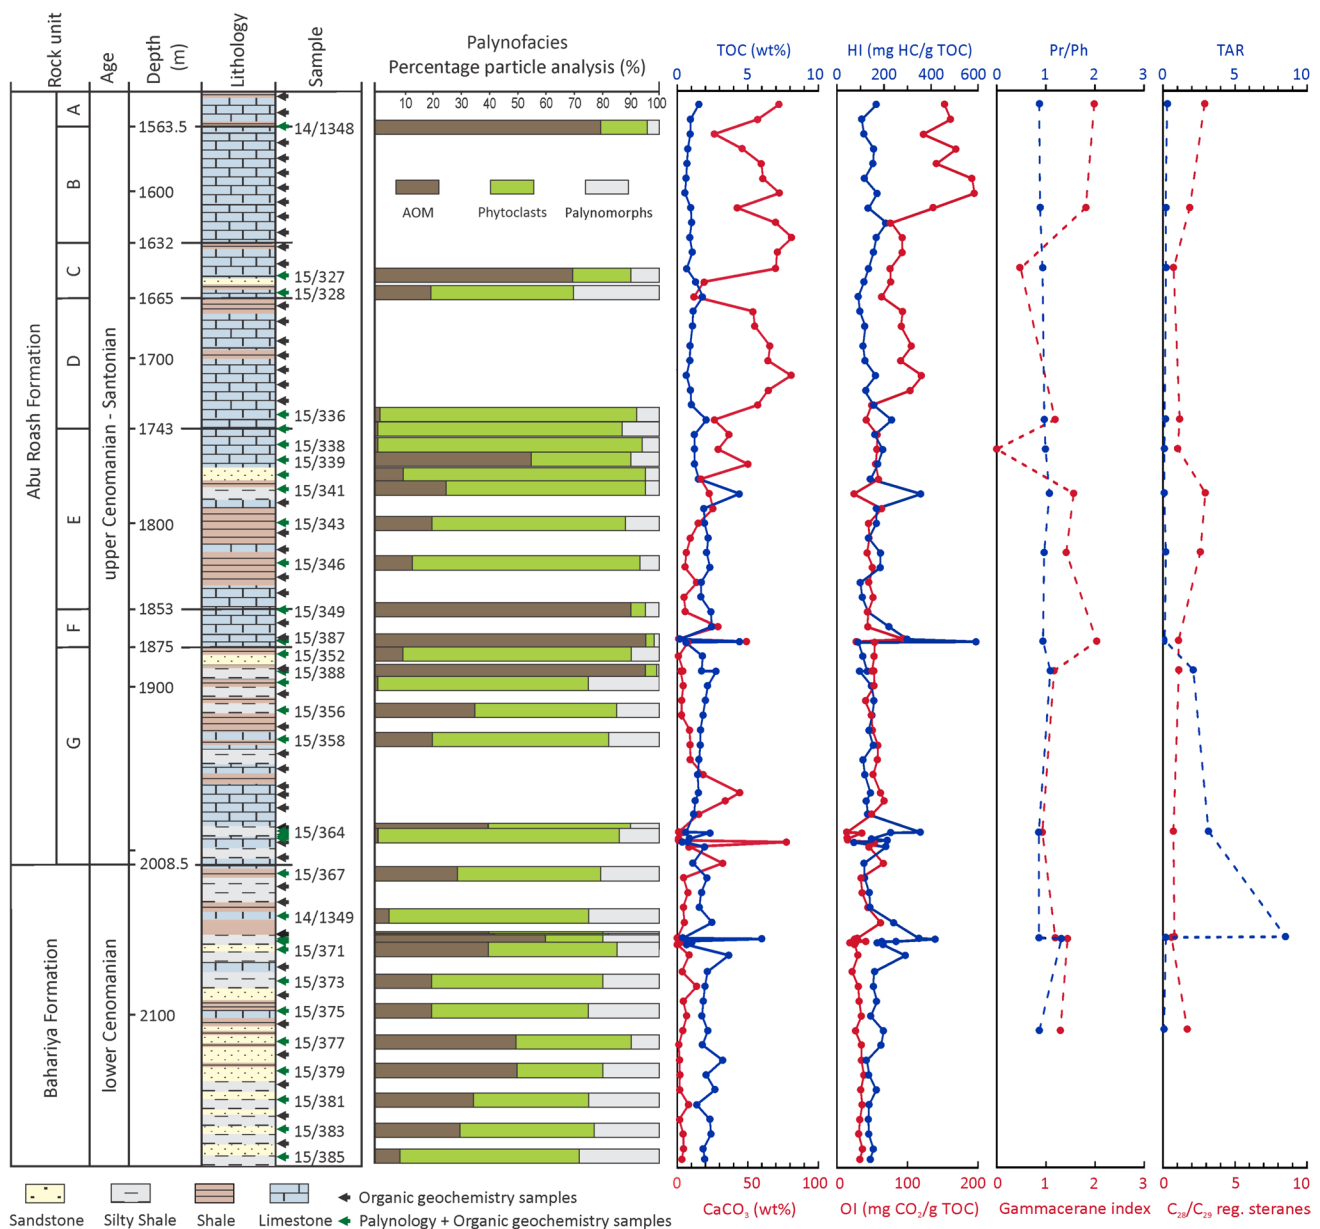 Rock unit
Age
Depth
(m)
Lithology
Sample
Palynofacies
Percentage particle analysis (%)
10 20 30 40 50 60 70 80 90 100
TOC (wt%)
0 5 10
HI (mg HC/g TOC)
0 200 400 600
Pr/Ph
0 1 2 3
TAR
0 5 10
AOM
Phytoclasts
Palynomorphs
Abu Roash Formation
Bahariya Formation
A
B
C
D
E
F
G
upper Cenomanian - Santonian
lower Cenomanian
1563.5
1600
1632
1665
1700
1743
1800
1853
1875
1900
2008.5
2100
14/1348
15/327
15/328
15/336
15/338
15/339
15/341
15/343
15/346
15/349
15/387
15/352
15/388
15/356
15/358
15/364
15/367
14/1349
15/371
15/373
15/375
15/377
15/379
15/381
15/383
15/385
0 50 100
CaCO₃ (wt%)
0 100 200
OI (mg CO₂/g TOC)
0 1 2 3
Gammacerane index
0 5 10
C₂₈/C₂₉ reg. steranes
Sandstone
Silty Shale
Shale
Limestone
Organic geochemistry samples
Palynology + Organic geochemistry samples